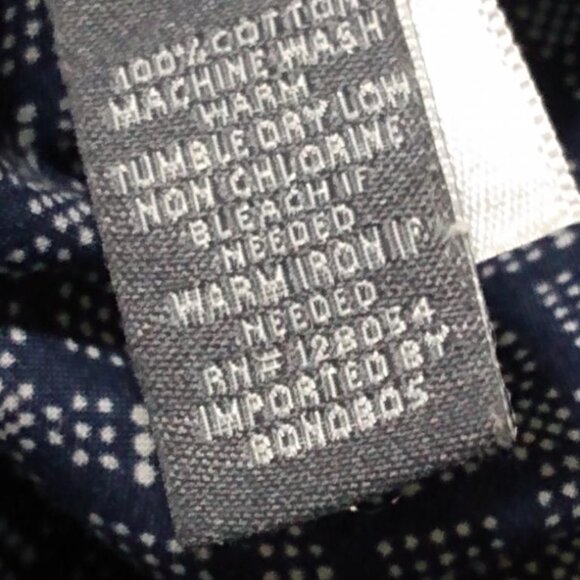 100% COTTON
MACHINE WASH
WARM
TUMBLE DRY LOW
NON CHLORINE
BLEACH IF
NEEDED
WARM IRON IF
NEEDED
RN# 128054
IMPORTED BY
BONOBOS